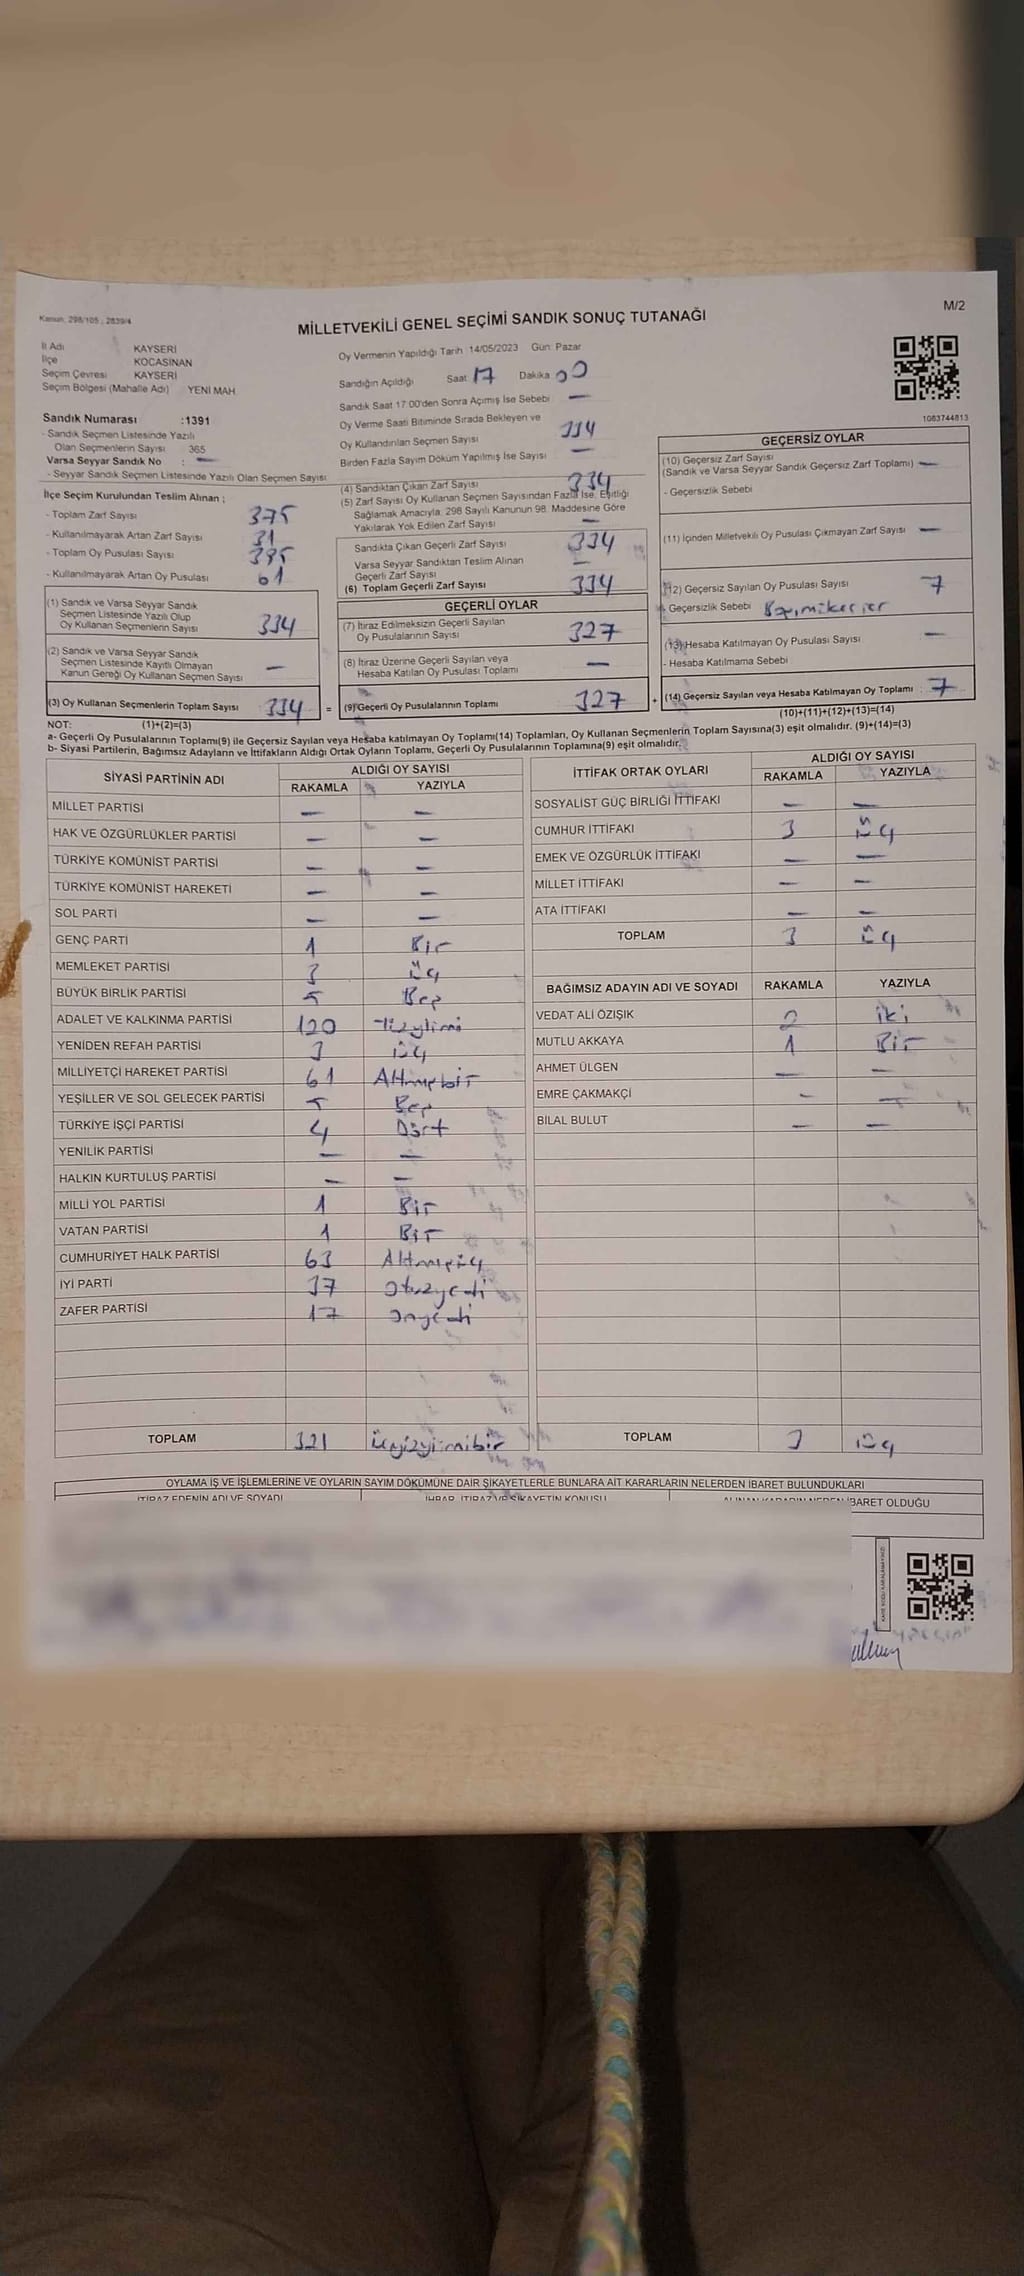 Kanun, 298/105 ; 2839/4
M/2
MİLLETVEKİLİ GENEL SEÇİMİ SANDIK SONUÇ TUTANAĞI
İl Adı KAYSERİ
İlçe KOCASİNAN
Seçim Çevresi KAYSERİ
Seçim Bölgesi (Mahalle Adı) YENİ MAH
Sandık Numarası :1391
- Sandık Seçmen Listesinde Yazılı
Olan Seçmenlerin Sayısı 365
Varsa Seyyar Sandık No : —
- Seyyar Sandık Seçmen Listesinde Yazılı Olan Seçmen Sayısı
İlçe Seçim Kurulundan Teslim Alınan ;
- Toplam Zarf Sayısı 375
- Kullanılmayarak Artan Zarf Sayısı 31
- Toplam Oy Pusulası Sayısı 395
- Kullanılmayarak Artan Oy Pusulası 61
(1) Sandık ve Varsa Seyyar Sandık
Seçmen Listesinde Yazılı Olup
Oy Kullanan Seçmenlerin Sayısı 334
(2) Sandık ve Varsa Seyyar Sandık
Seçmen Listesinde Kayıtlı Olmayan
Kanun Gereği Oy Kullanan Seçmen Sayısı —
(3) Oy Kullanan Seçmenlerin Toplam Sayısı 334 =
Oy Vermenin Yapıldığı Tarih 14/05/2023 Gün: Pazar
Sandığın Açıldığı Saat 17 Dakika 00
Sandık Saat 17:00'den Sonra Açımış İse Sebebi —
Oy Verme Saati Bitiminde Sırada Bekleyen ve
Oy Kullandırılan Seçmen Sayısı 334
Birden Fazla Sayım Döküm Yapılmış İse Sayısı —
(4) Sandıktan Çıkan Zarf Sayısı 334
(5) Zarf Sayısı Oy Kullanan Seçmen Sayısından Fazla İse, Eşitliği
Sağlamak Amacıyla, 298 Sayılı Kanunun 98. Maddesine Göre
Yakılarak Yok Edilen Zarf Sayısı —
Sandıkta Çıkan Geçerli Zarf Sayısı 334
Varsa Seyyar Sandıktan Teslim Alınan
Geçerli Zarf Sayısı —
(6) Toplam Geçerli Zarf Sayısı 334
GEÇERLİ OYLAR
(7) İtiraz Edilmeksizin Geçerli Sayılan
Oy Pusulalarının Sayısı 327
(8) İtiraz Üzerine Geçerli Sayılan veya
Hesaba Katılan Oy Pusulası Toplamı —
(9)Geçerli Oy Pusulalarının Toplamı 327 +
1083744813
GEÇERSİZ OYLAR
(10) Geçersiz Zarf Sayısı
(Sandık ve Varsa Seyyar Sandık Geçersiz Zarf Toplamı) —
- Geçersizlik Sebebi
(11) İçinden Milletvekili Oy Pusulası Çıkmayan Zarf Sayısı —
(12) Geçersiz Sayılan Oy Pusulası Sayısı 7
- Geçersizlik Sebebi
(13)Hesaba Katılmayan Oy Pusulası Sayısı —
- Hesaba Katılmama Sebebi
(14) Geçersiz Sayılan veya Hesaba Katılmayan Oy Toplamı : 7
(10)+(11)+(12)+(13)=(14)
NOT: (1)+(2)=(3)
a- Geçerli Oy Pusulalarının Toplamı(9) ile Geçersiz Sayılan veya Hesaba katılmayan Oy Toplamı(14) Toplamları, Oy Kullanan Seçmenlerin Toplam Sayısına(3) eşit olmalıdır. (9)+(14)=(3)
b- Siyasi Partilerin, Bağımsız Adayların ve İttifakların Aldığı Ortak Oyların Toplamı, Geçerli Oy Pusulalarının Toplamına(9) eşit olmalıdır.
SİYASİ PARTİNİN ADI ALDIĞI OY SAYISI
RAKAMLA YAZIYLA
MİLLET PARTİSİ — —
HAK VE ÖZGÜRLÜKLER PARTİSİ — —
TÜRKİYE KOMÜNİST PARTİSİ — —
TÜRKİYE KOMÜNİST HAREKETİ — —
SOL PARTİ — —
GENÇ PARTİ 1 Bir
MEMLEKET PARTİSİ 3 üç
BÜYÜK BİRLİK PARTİSİ 5 Beş
ADALET VE KALKINMA PARTİSİ 120 Yüzyirmi
YENİDEN REFAH PARTİSİ 3 üç
MİLLİYETÇİ HAREKET PARTİSİ 61 Altmışbir
YEŞİLLER VE SOL GELECEK PARTİSİ 5 Beş
TÜRKİYE İŞÇİ PARTİSİ 4 Dört
YENİLİK PARTİSİ — —
HALKIN KURTULUŞ PARTİSİ — —
MİLLİ YOL PARTİSİ 1 Bir
VATAN PARTİSİ 1 Bir
CUMHURİYET HALK PARTİSİ 63 Altmışüç
İYİ PARTİ 37 Otuzyedi
ZAFER PARTİSİ 17 Onyedi
TOPLAM 321 Üçyüzyirmibir
İTTİFAK ORTAK OYLARI ALDIĞI OY SAYISI
RAKAMLA YAZIYLA
SOSYALİST GÜÇ BİRLİĞİ İTTİFAKI — —
CUMHUR İTTİFAKI 3 üç
EMEK VE ÖZGÜRLÜK İTTİFAKI — —
MİLLET İTTİFAKI — —
ATA İTTİFAKI — —
TOPLAM 3 üç
BAĞIMSIZ ADAYIN ADI VE SOYADI RAKAMLA YAZIYLA
VEDAT ALİ ÖZIŞIK 2 iki
MUTLU AKKAYA 1 Bir
AHMET ÜLGEN — —
EMRE ÇAKMAKÇİ — —
BİLAL BULUT — —
TOPLAM 3 üç
OYLAMA İŞ VE İŞLEMLERİNE VE OYLARIN SAYIM DÖKÜMÜNE DAİR ŞİKAYETLERLE BUNLARA AİT KARARLARIN NELERDEN İBARET BULUNDUKLARI
İTİRAZ EDENİN ADI VE SOYADI İHBAR, İTİRAZ VE ŞİKAYETİN KONUSU ALINAN KARARIN NEDEN İBARET OLDUĞU